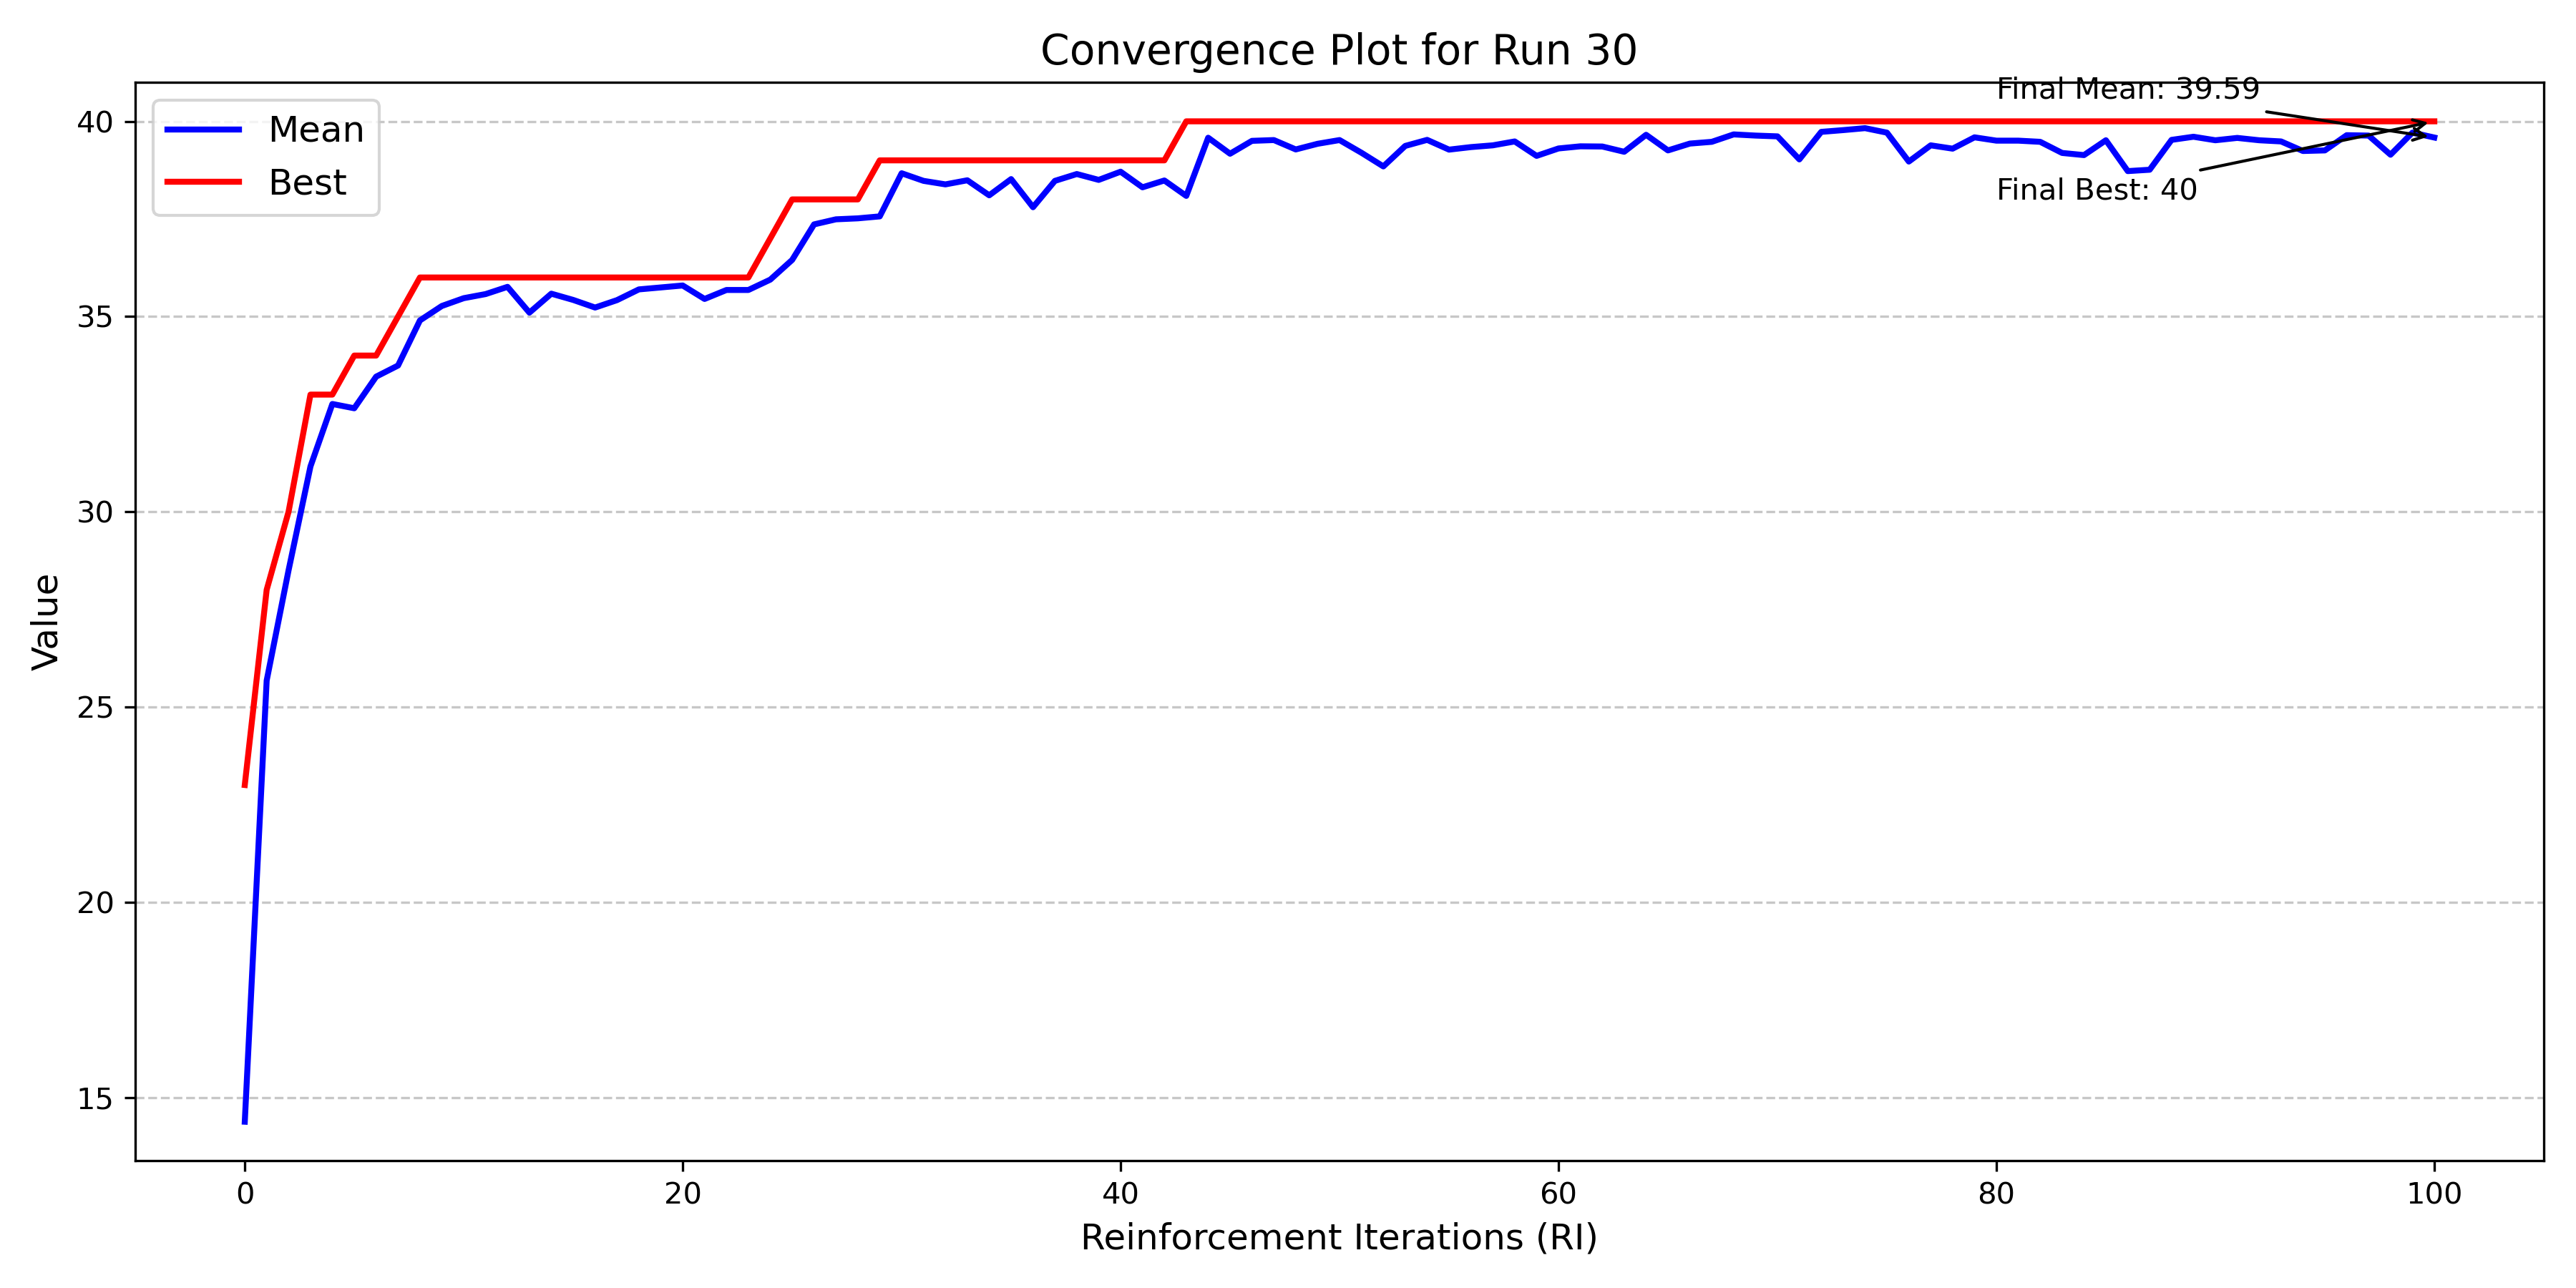 Convergence Plot for Run 30
Mean
Best
Final Mean: 39.59
Final Best: 40
Value
40
35
30
25
20
15
0
20
40
60
80
100
Reinforcement Iterations (RI)